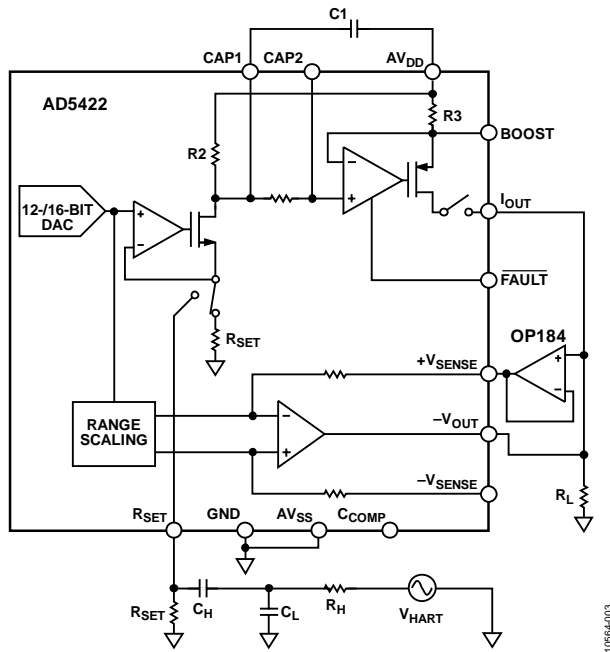 C1
CAP1 CAP2 AVDD
AD5422
R3
BOOST
R2
12-/16-BIT
DAC
IOUT
FAULT
RSET
OP184
+VSENSE
RANGE
SCALING
–VOUT
–VSENSE
RL
RSET GND AVSS CCOMP
RSET CH CL RH VHART
10564-003